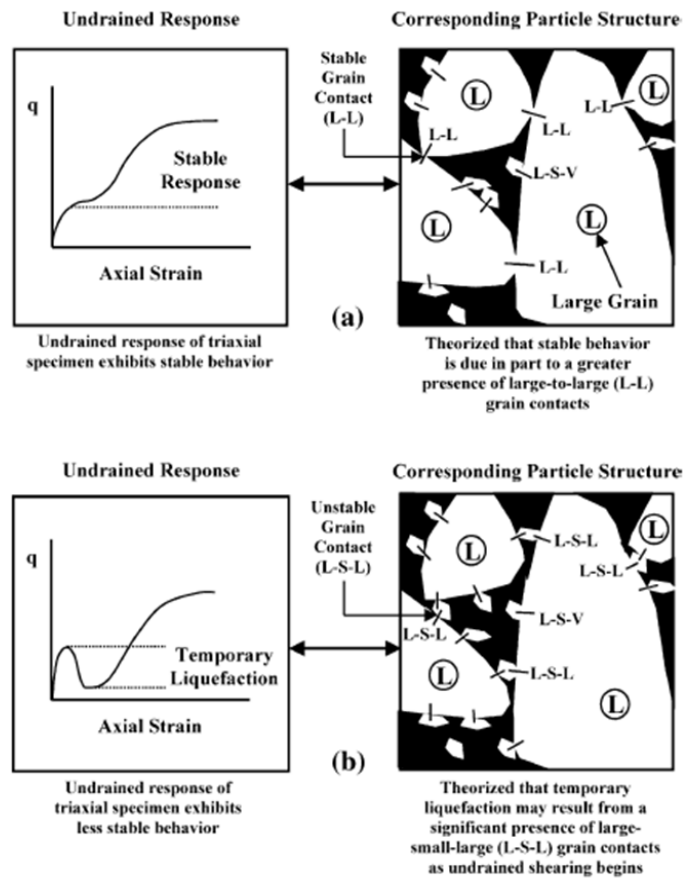 Undrained Response
Corresponding Particle Structure
q
Stable
Response
Axial Strain
Stable
Grain
Contact
(L-L)
L
L
L-L
L-L
L-L
L-S-V
L
L
L-L
Large Grain
(a)
Undrained response of triaxial
specimen exhibits stable behavior
Theorized that stable behavior
is due in part to a greater
presence of large-to-large (L-L)
grain contacts
Undrained Response
Corresponding Particle Structure
q
Temporary
Liquefaction
Axial Strain
Unstable
Grain
Contact
(L-S-L)
L
L
L-S-L
L-S-L
L-S-V
L-S-L
L-S-L
L
L
(b)
Undrained response of
triaxial specimen exhibits
less stable behavior
Theorized that temporary
liquefaction may result from a
significant presence of large-
small-large (L-S-L) grain contacts
as undrained shearing begins